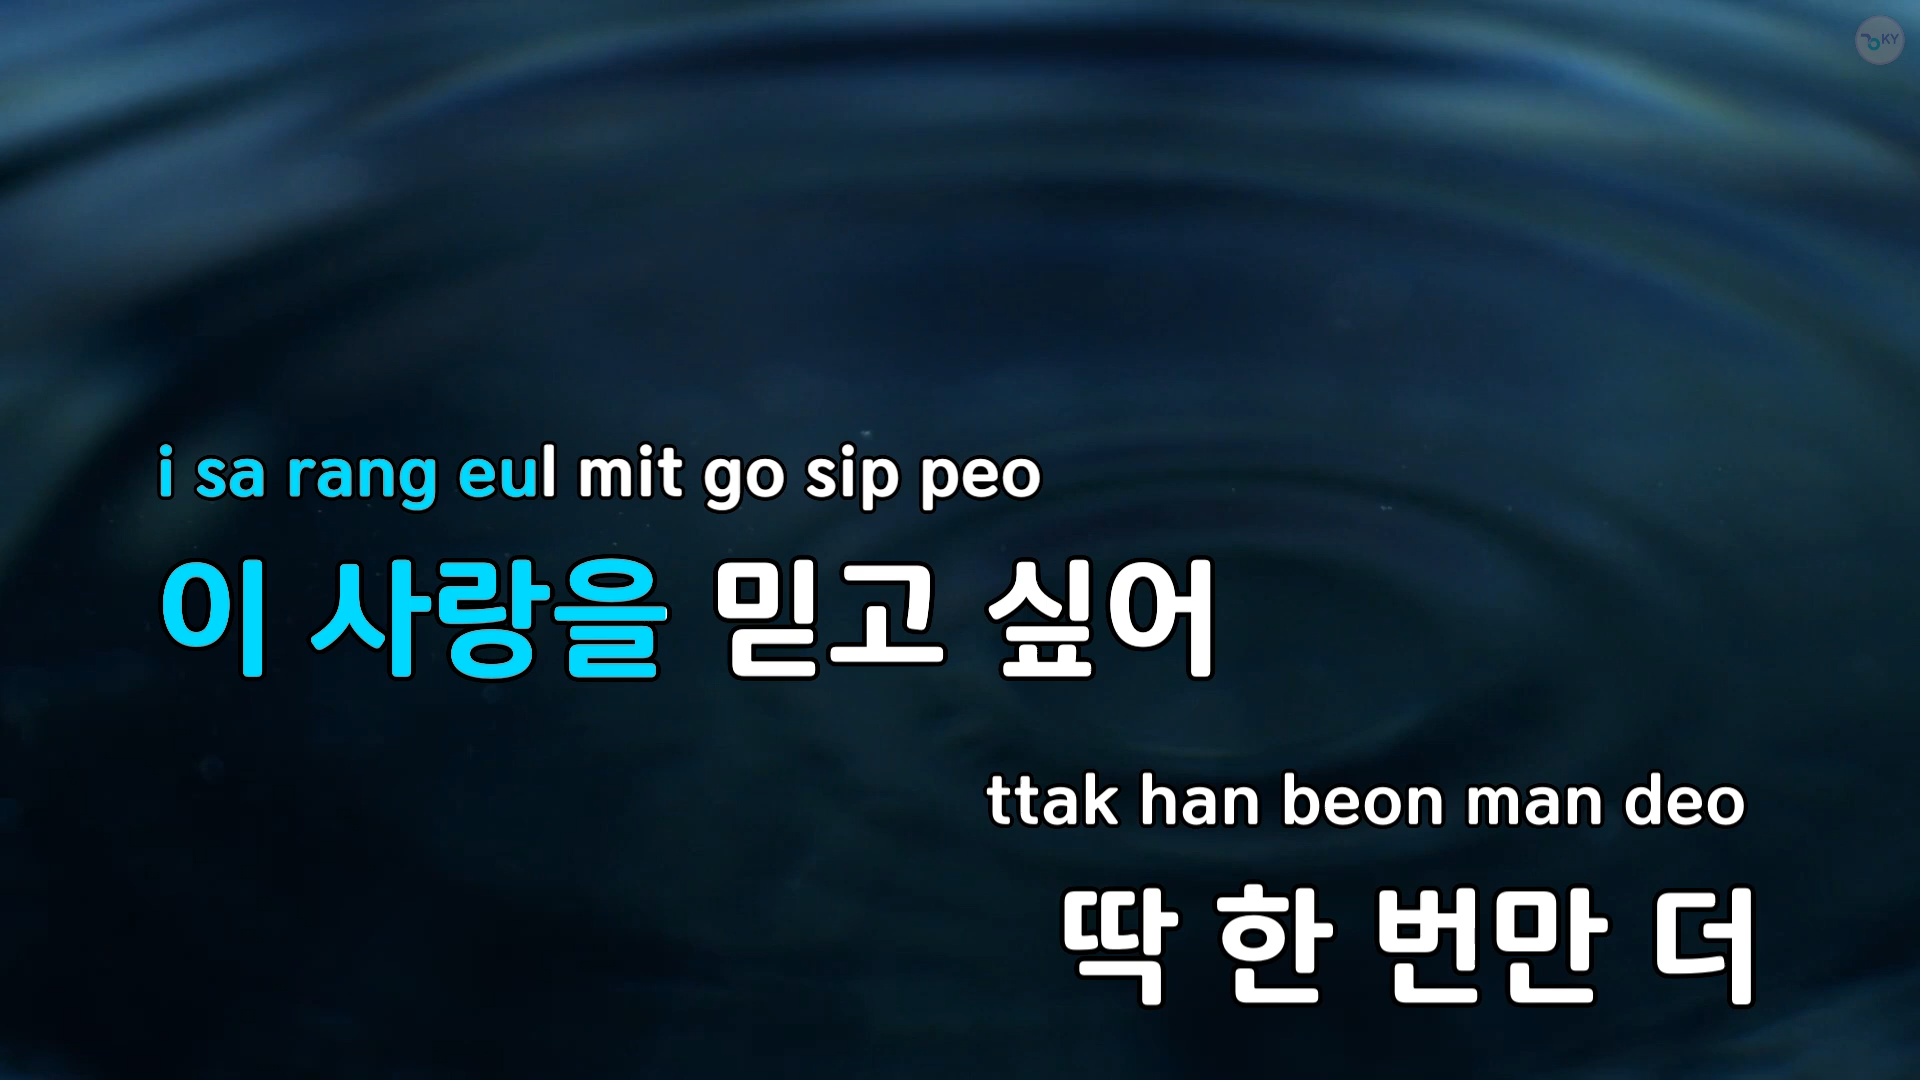 KY
i sa rang eul mit go sip peo
이 사랑을 믿고 싶어
ttak han beon man deo
딱 한 번만 더